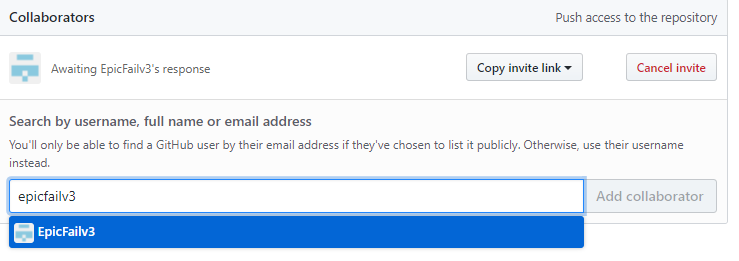 Collaborators Push access to the repository
Awaiting EpicFailv3's response Copy invite link Cancel invite
Search by username, full name or email address
You'll only be able to find a GitHub user by their email address if they've chosen to list it publicly. Otherwise, use their username
instead.
epicfailv3 Add collaborator
EpicFailv3